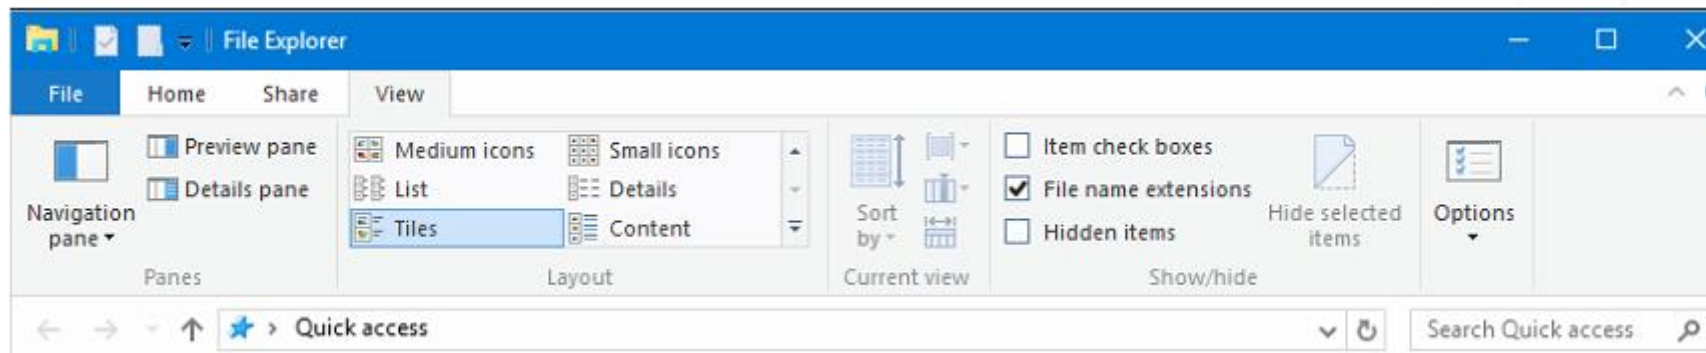 File Explorer
File Home Share View
Navigation pane
Preview pane
Details pane
Panes
Medium icons Small icons
List Details
Tiles Content
Layout
Sort by
Current view
Item check boxes
File name extensions
Hidden items
Hide selected items
Show/hide
Options
Quick access
Search Quick access